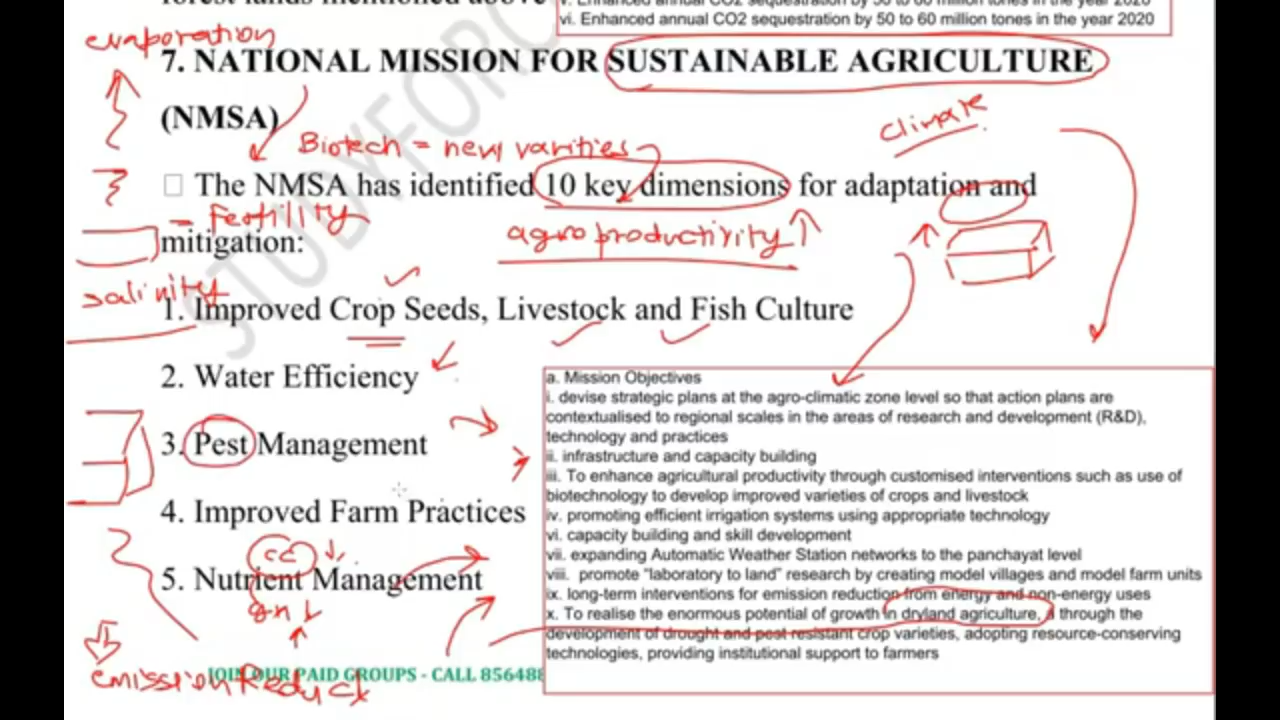 forest lands mentioned above
v. Enhanced annual CO2 sequestration by 50 to 60 million tones in the year 2020
vi. Enhanced annual CO2 sequestration by 50 to 60 million tones in the year 2020
evaporation
7. NATIONAL MISSION FOR SUSTAINABLE AGRICULTURE
(NMSA)
climate
Biotech = new varities
□ The NMSA has identified 10 key dimensions for adaptation and
= Fertility
mitigation:
agroproductivity ↑
salinity
1. Improved Crop Seeds, Livestock and Fish Culture
2. Water Efficiency
3. Pest Management
4. Improved Farm Practices
CC ↓
5. Nutrient Management
emission Reduct
JOIN OUR PAID GROUPS - CALL 856488
a. Mission Objectives
i. devise strategic plans at the agro-climatic zone level so that action plans are
contextualised to regional scales in the areas of research and development (R&D),
technology and practices
ii. infrastructure and capacity building
iii. To enhance agricultural productivity through customised interventions such as use of
biotechnology to develop improved varieties of crops and livestock
iv. promoting efficient irrigation systems using appropriate technology
vi. capacity building and skill development
vii. expanding Automatic Weather Station networks to the panchayat level
viii. promote "laboratory to land" research by creating model villages and model farm units
ix. long-term interventions for emission reduction from energy and non-energy uses
x. To realise the enormous potential of growth in dryland agriculture, through the
development of drought and pest resistant crop varieties, adopting resource-conserving
technologies, providing institutional support to farmers
STUDYFORC